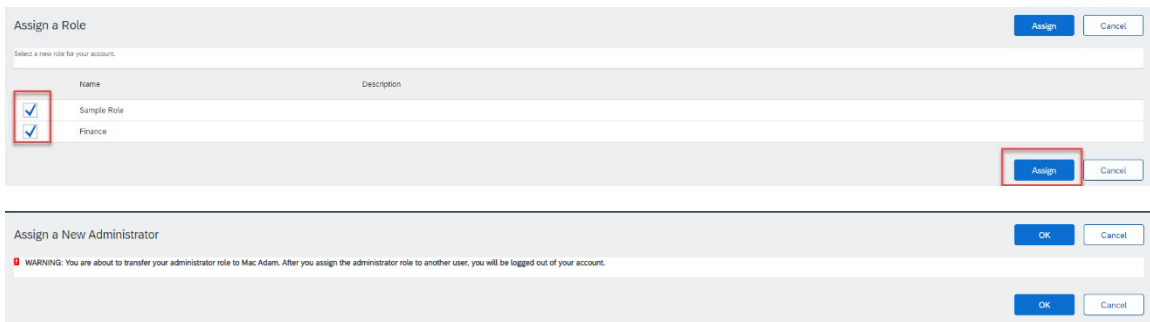 Assign a Role
Assign Cancel
Select a new role for your account.
Name Description
Sample Role
Finance
Assign Cancel
Assign a New Administrator
OK Cancel
WARNING: You are about to transfer your administrator role to Mac Adam. After you assign the administrator role to another user, you will be logged out of your account.
OK Cancel